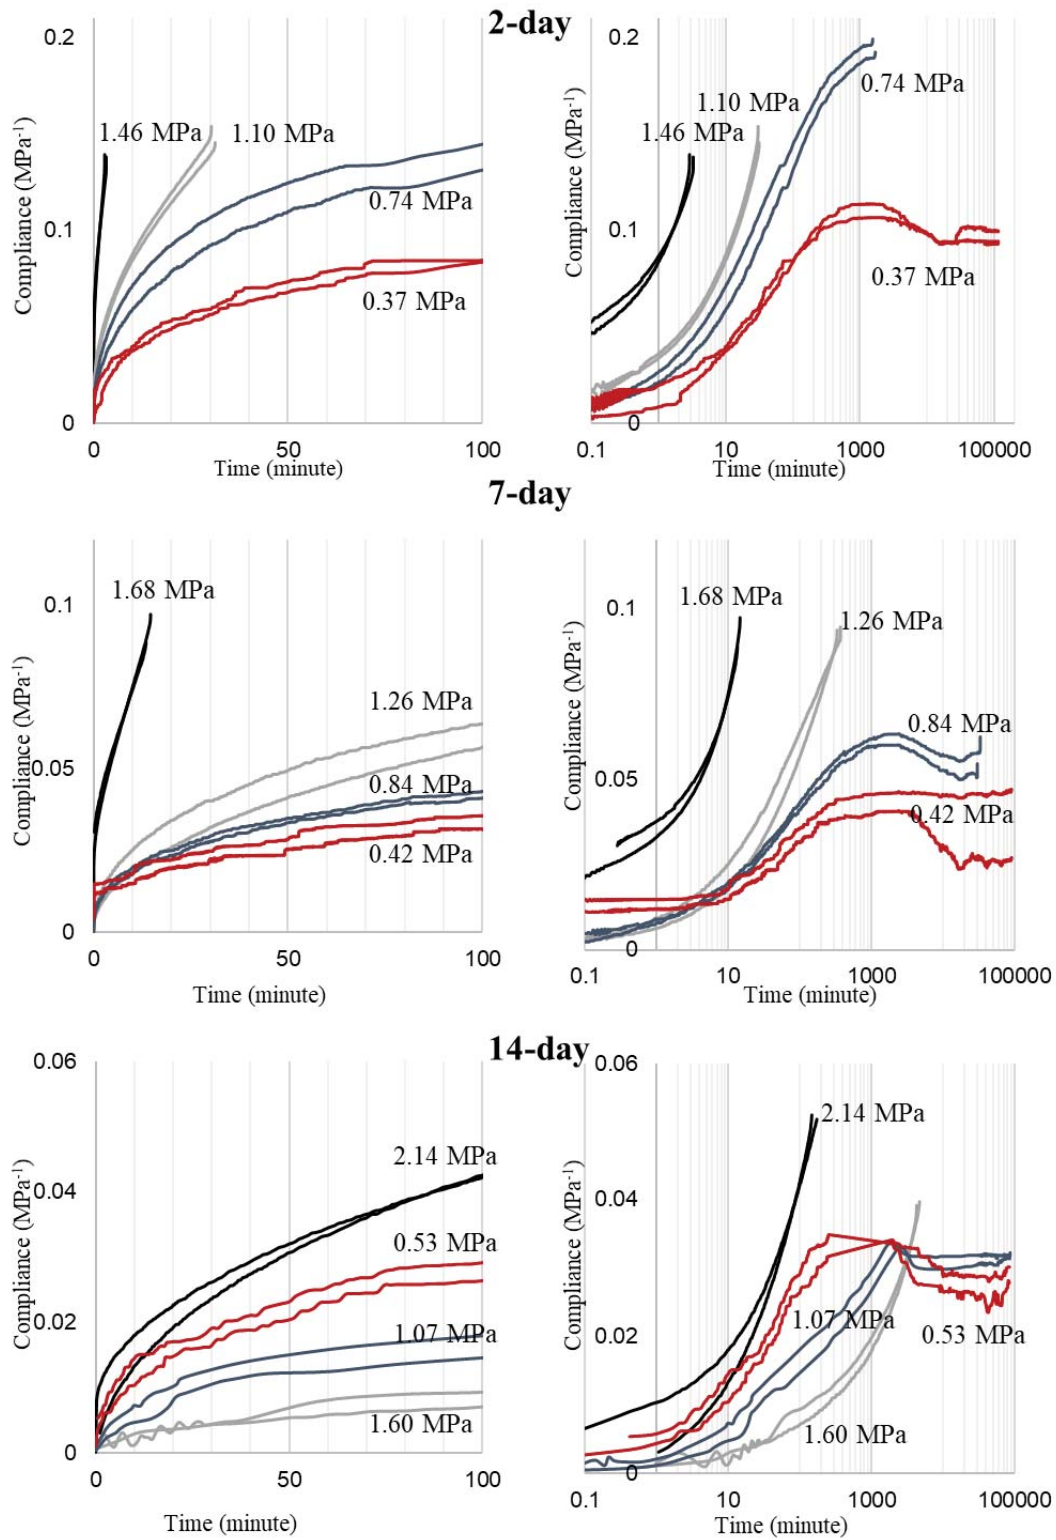 2-day
0.2
0.1
0
Compliance (MPa-1)
1.46 MPa
1.10 MPa
0.74 MPa
0.37 MPa
0
50
100
Time (minute)
0.2
0.1
0
Compliance (MPa-1)
1.10 MPa
1.46 MPa
0.74 MPa
0.37 MPa
0.1
10
1000
100000
Time (minute)
7-day
0.1
0.05
0
Compliance (MPa-1)
1.68 MPa
1.26 MPa
0.84 MPa
0.42 MPa
0
50
100
Time (minute)
0.1
0.05
0
Compliance (MPa-1)
1.68 MPa
1.26 MPa
0.84 MPa
0.42 MPa
0.1
10
1000
100000
Time (minute)
14-day
0.06
0.04
0.02
0
Compliance (MPa-1)
2.14 MPa
0.53 MPa
1.07 MPa
1.60 MPa
0
50
100
Time (minute)
0.06
0.04
0.02
0
Compliance (MPa-1)
2.14 MPa
1.07 MPa
0.53 MPa
1.60 MPa
0.1
10
1000
100000
Time (minute)